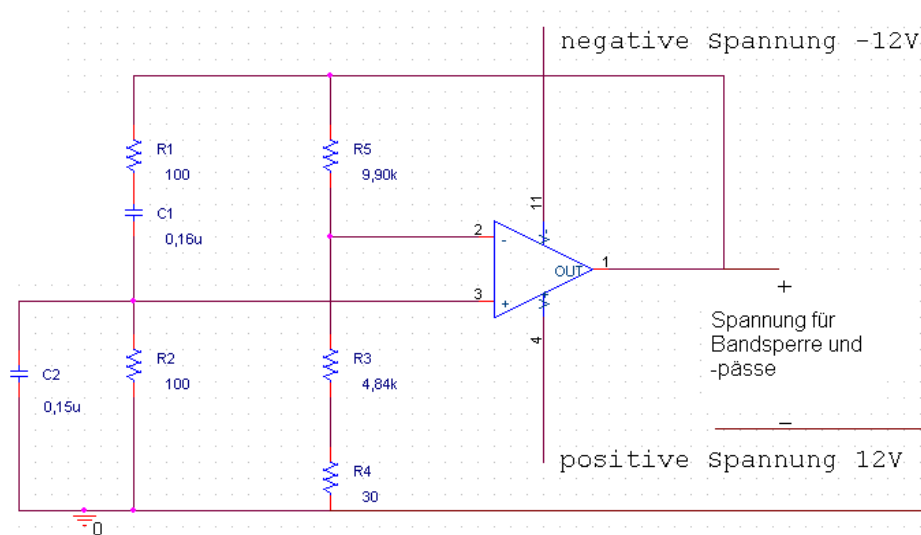 negative Spannung -12V
R1
100
R5
9,90k
C1
0,16u
11
2
-
OUT
1
3
+
+
Spannung für
Bandsperre und
-pässe
-
4
R2
100
R3
4,84k
C2
0,15u
positive Spannung 12V
R4
30
0